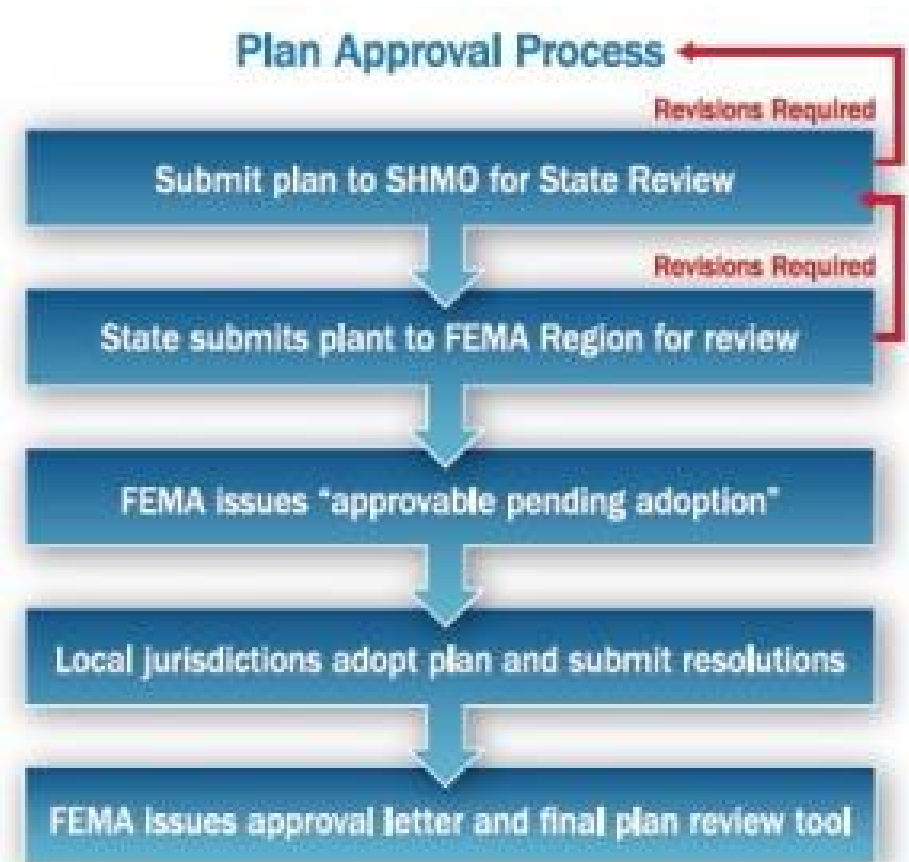 Plan Approval Process
Revisions Required
Submit plan to SHMO for State Review
Revisions Required
State submits plant to FEMA Region for review
FEMA issues "approvable pending adoption"
Local jurisdictions adopt plan and submit resolutions
FEMA issues approval letter and final plan review tool